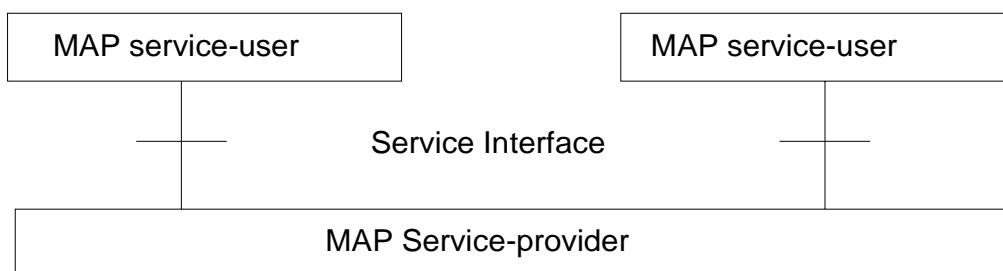 MAP service-user
MAP service-user
Service Interface
MAP Service-provider